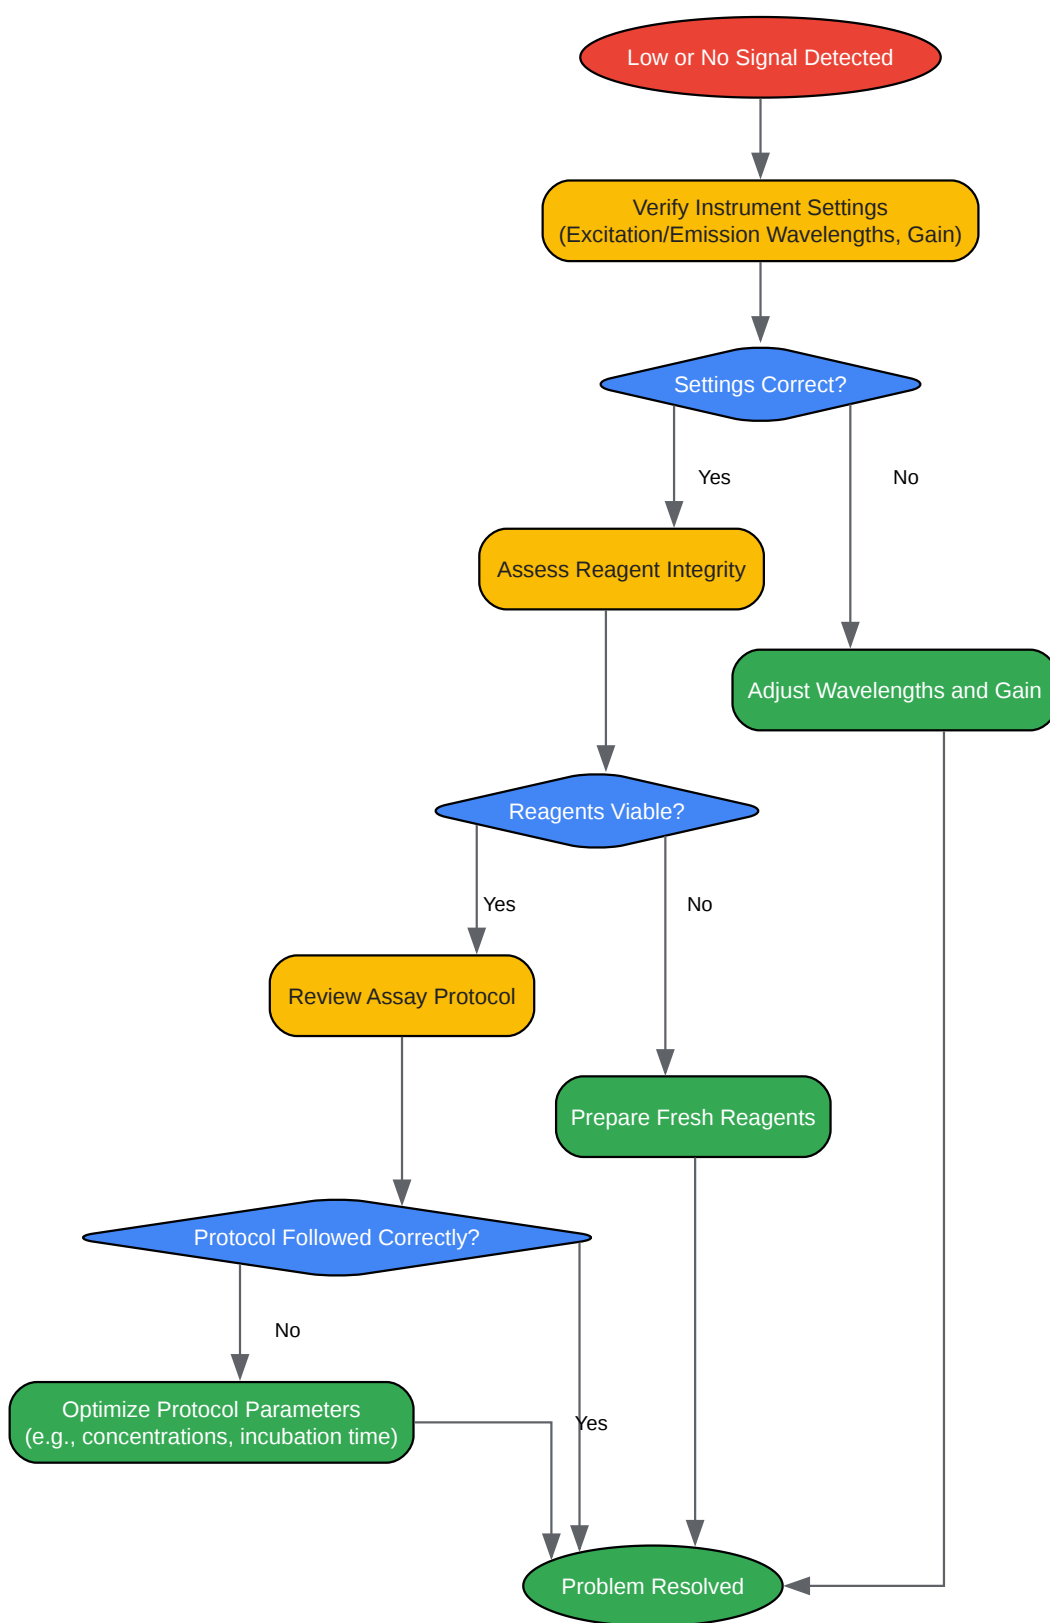 Low or No Signal Detected
Verify Instrument Settings
(Excitation/Emission Wavelengths, Gain)
Settings Correct?
Yes
No
Assess Reagent Integrity
Adjust Wavelengths and Gain
Reagents Viable?
Yes
No
Review Assay Protocol
Prepare Fresh Reagents
Protocol Followed Correctly?
No
Optimize Protocol Parameters
(e.g., concentrations, incubation time)
Yes
Problem Resolved